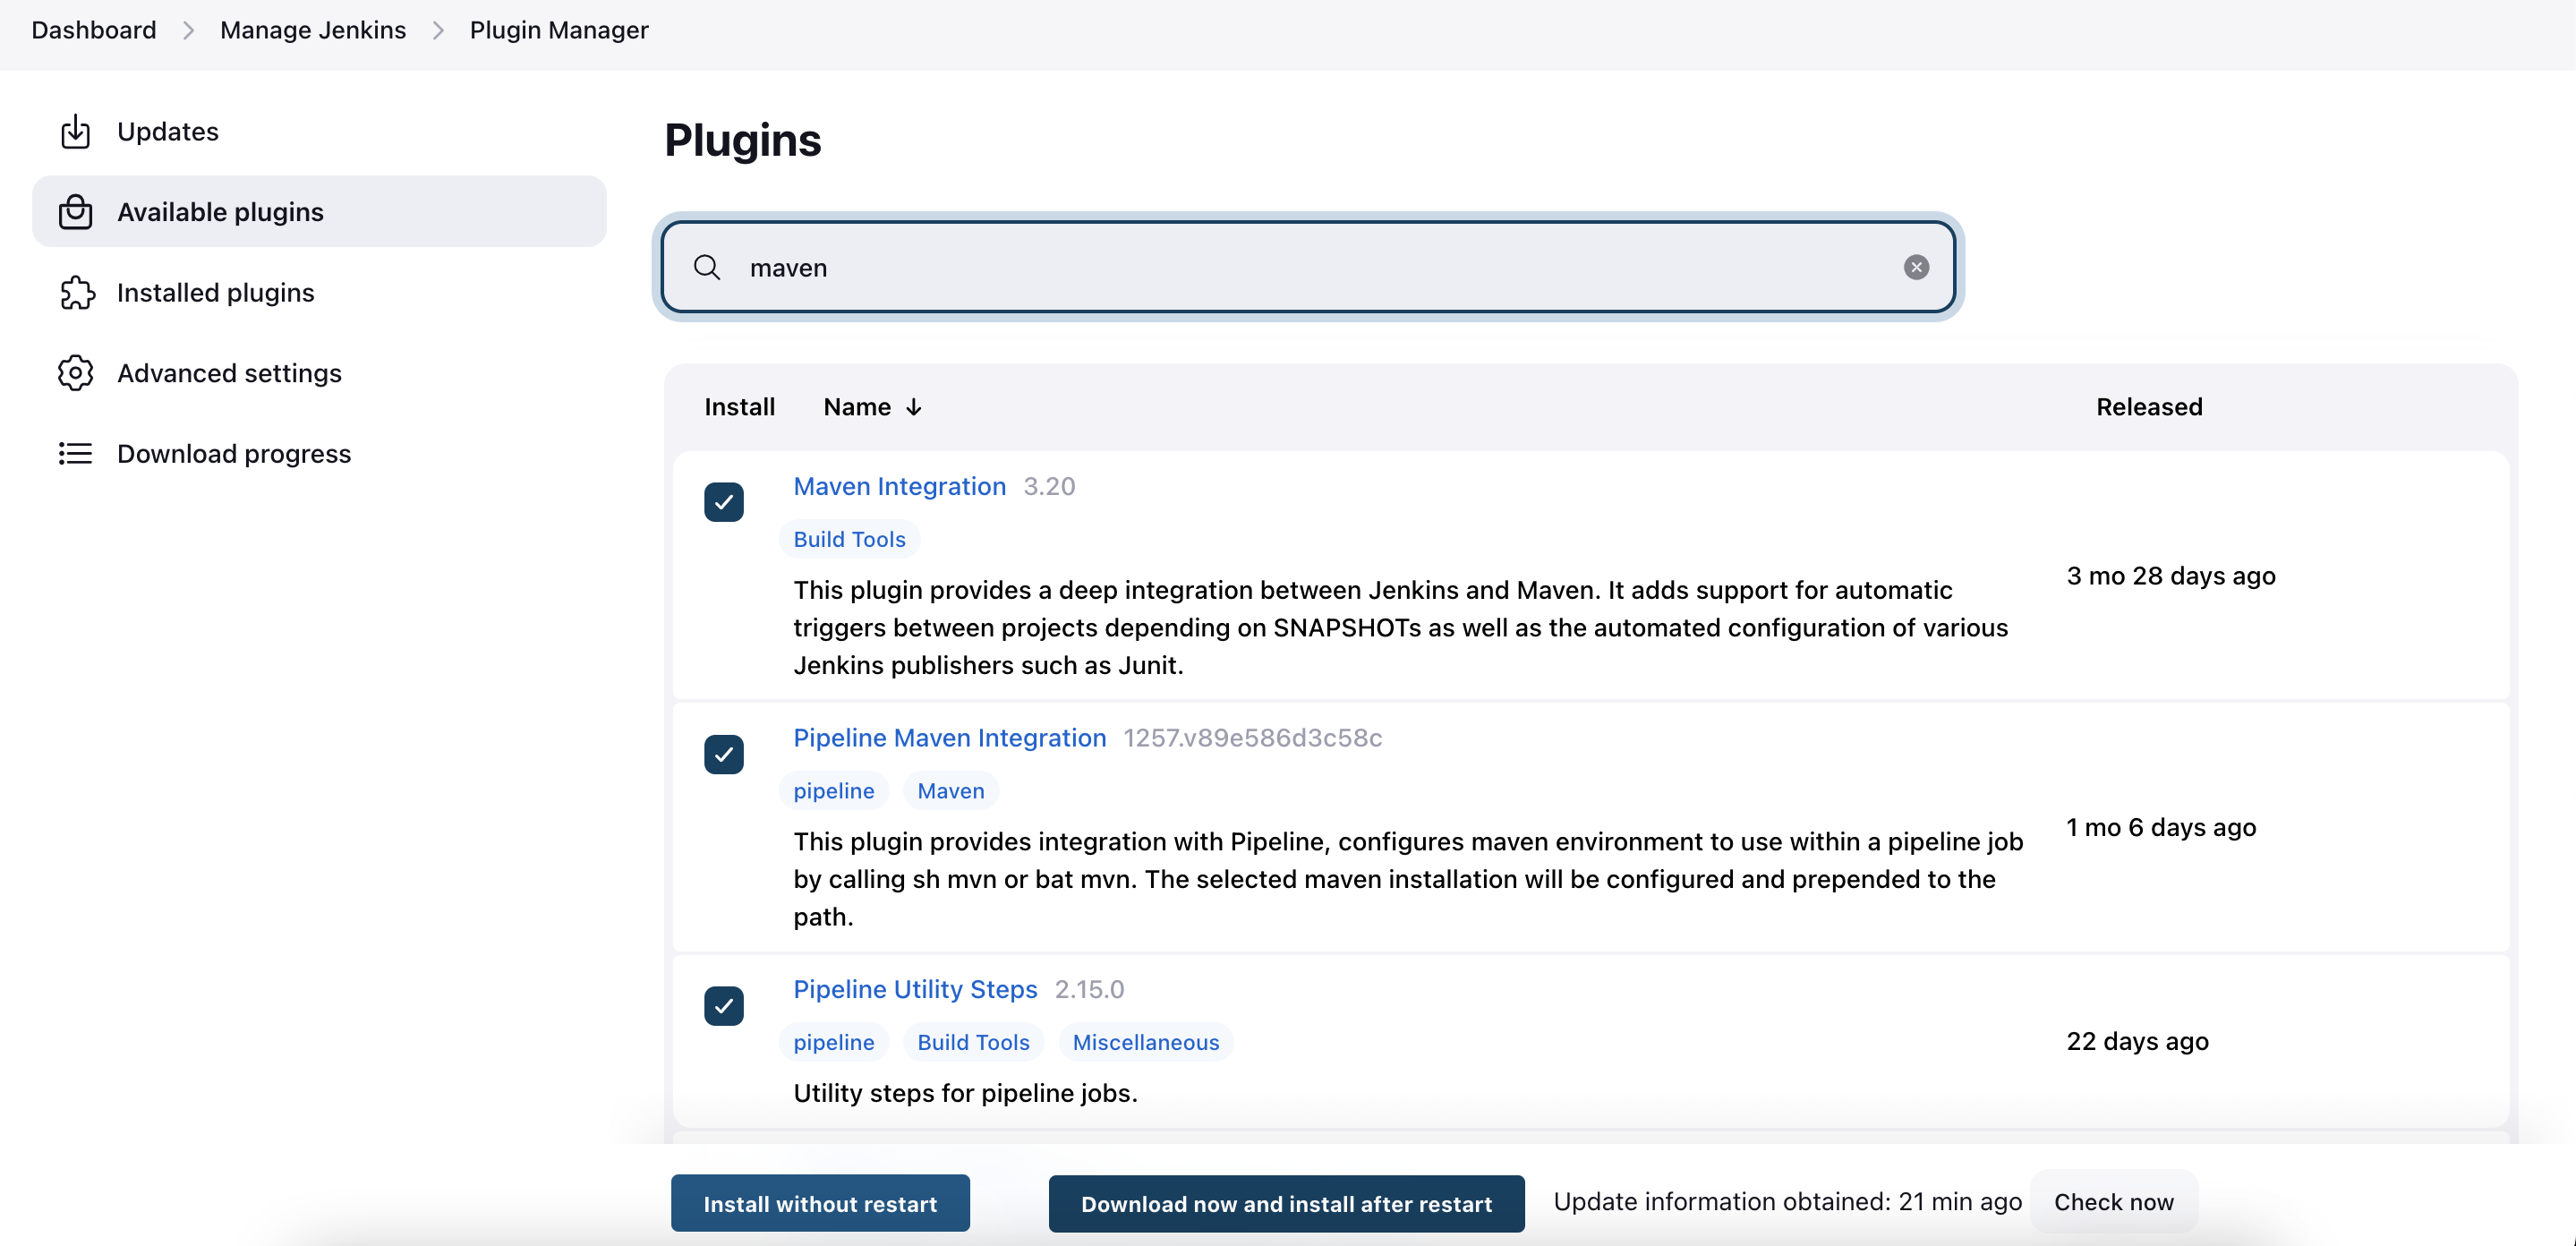 Dashboard
Manage Jenkins
Plugin Manager
Updates
Available plugins
Installed plugins
Advanced settings
Download progress
Plugins
maven
Install Name Released
Maven Integration 3.20
Build Tools
This plugin provides a deep integration between Jenkins and Maven. It adds support for automatic
triggers between projects depending on SNAPSHOTs as well as the automated configuration of various
Jenkins publishers such as Junit.
3 mo 28 days ago
Pipeline Maven Integration 1257.v89e586d3c58c
pipeline Maven
This plugin provides integration with Pipeline, configures maven environment to use within a pipeline job
by calling sh mvn or bat mvn. The selected maven installation will be configured and prepended to the
path.
1 mo 6 days ago
Pipeline Utility Steps 2.15.0
pipeline Build Tools Miscellaneous
Utility steps for pipeline jobs.
22 days ago
Install without restart
Download now and install after restart
Update information obtained: 21 min ago
Check now